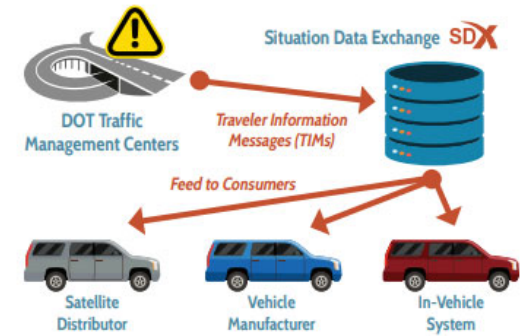 Situation Data Exchange SDX
DOT Traffic
Management Centers
Traveler Information
Messages (TIMs)
Feed to Consumers
Satellite
Distributor
Vehicle
Manufacturer
In-Vehicle
System